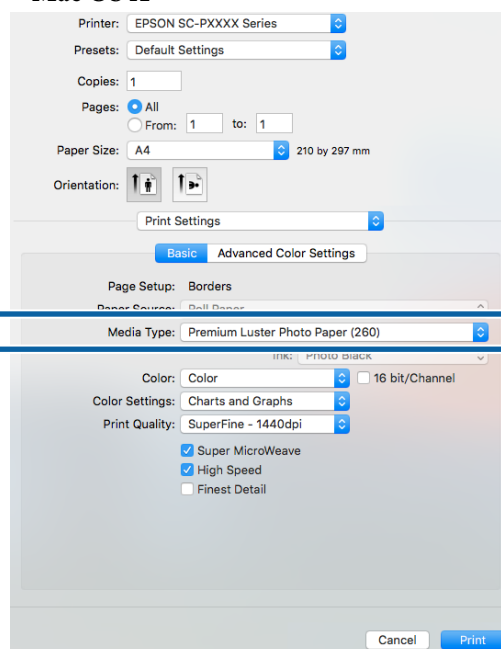 Printer: EPSON SC-PXXXX Series
Presets: Default Settings
Copies: 1
Pages: All
From: 1 to: 1
Paper Size: A4 210 by 297 mm
Orientation:
Print Settings
Basic Advanced Color Settings
Page Setup: Borders
Paper Source: Roll Paper
Media Type: Premium Luster Photo Paper (260)
Ink: Photo Black
Color: Color 16 bit/Channel
Color Settings: Charts and Graphs
Print Quality: SuperFine - 1440dpi
Super MicroWeave
High Speed
Finest Detail
Cancel Print